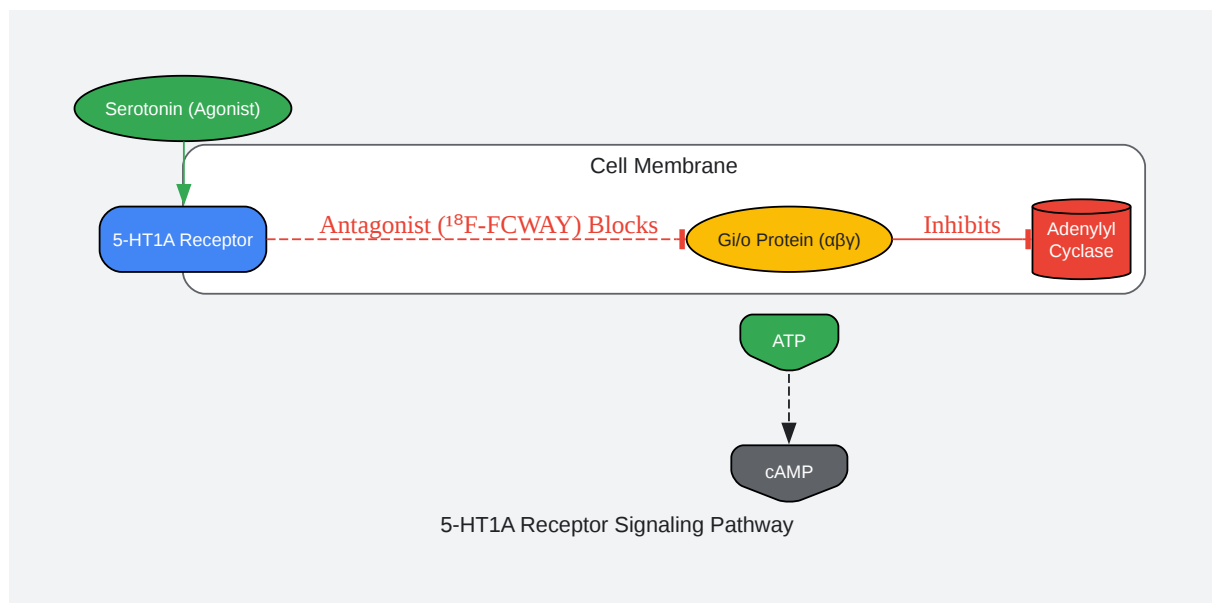 Serotonin (Agonist)
Cell Membrane
5-HT1A Receptor
Antagonist (¹⁸F-FCWAY) Blocks
Gi/o Protein (αβγ)
Inhibits
Adenylyl
Cyclase
ATP
cAMP
5-HT1A Receptor Signaling Pathway